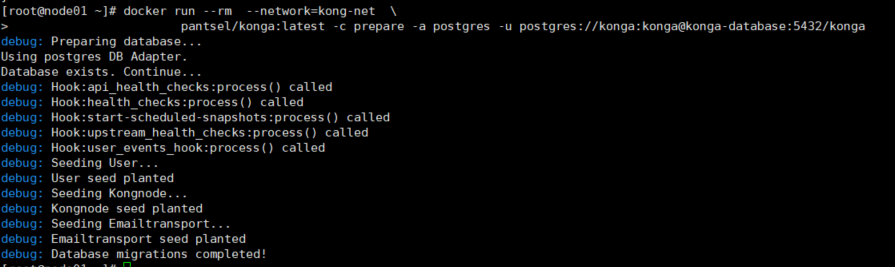 [root@node01 ~]# docker run --rm  --network=kong-net  \
>                         pantsel/konga:latest -c prepare -a postgres -u postgres://konga:konga@konga-database:5432/konga
debug: Preparing database...
Using postgres DB Adapter.
Database exists. Continue...
debug: Hook:api_health_checks:process() called
debug: Hook:health_checks:process() called
debug: Hook:start-scheduled-snapshots:process() called
debug: Hook:upstream_health_checks:process() called
debug: Hook:user_events_hook:process() called
debug: Seeding User...
debug: User seed planted
debug: Seeding Kongnode...
debug: Kongnode seed planted
debug: Seeding Emailtransport...
debug: Emailtransport seed planted
debug: Database migrations completed!
[root@node01 ~]#